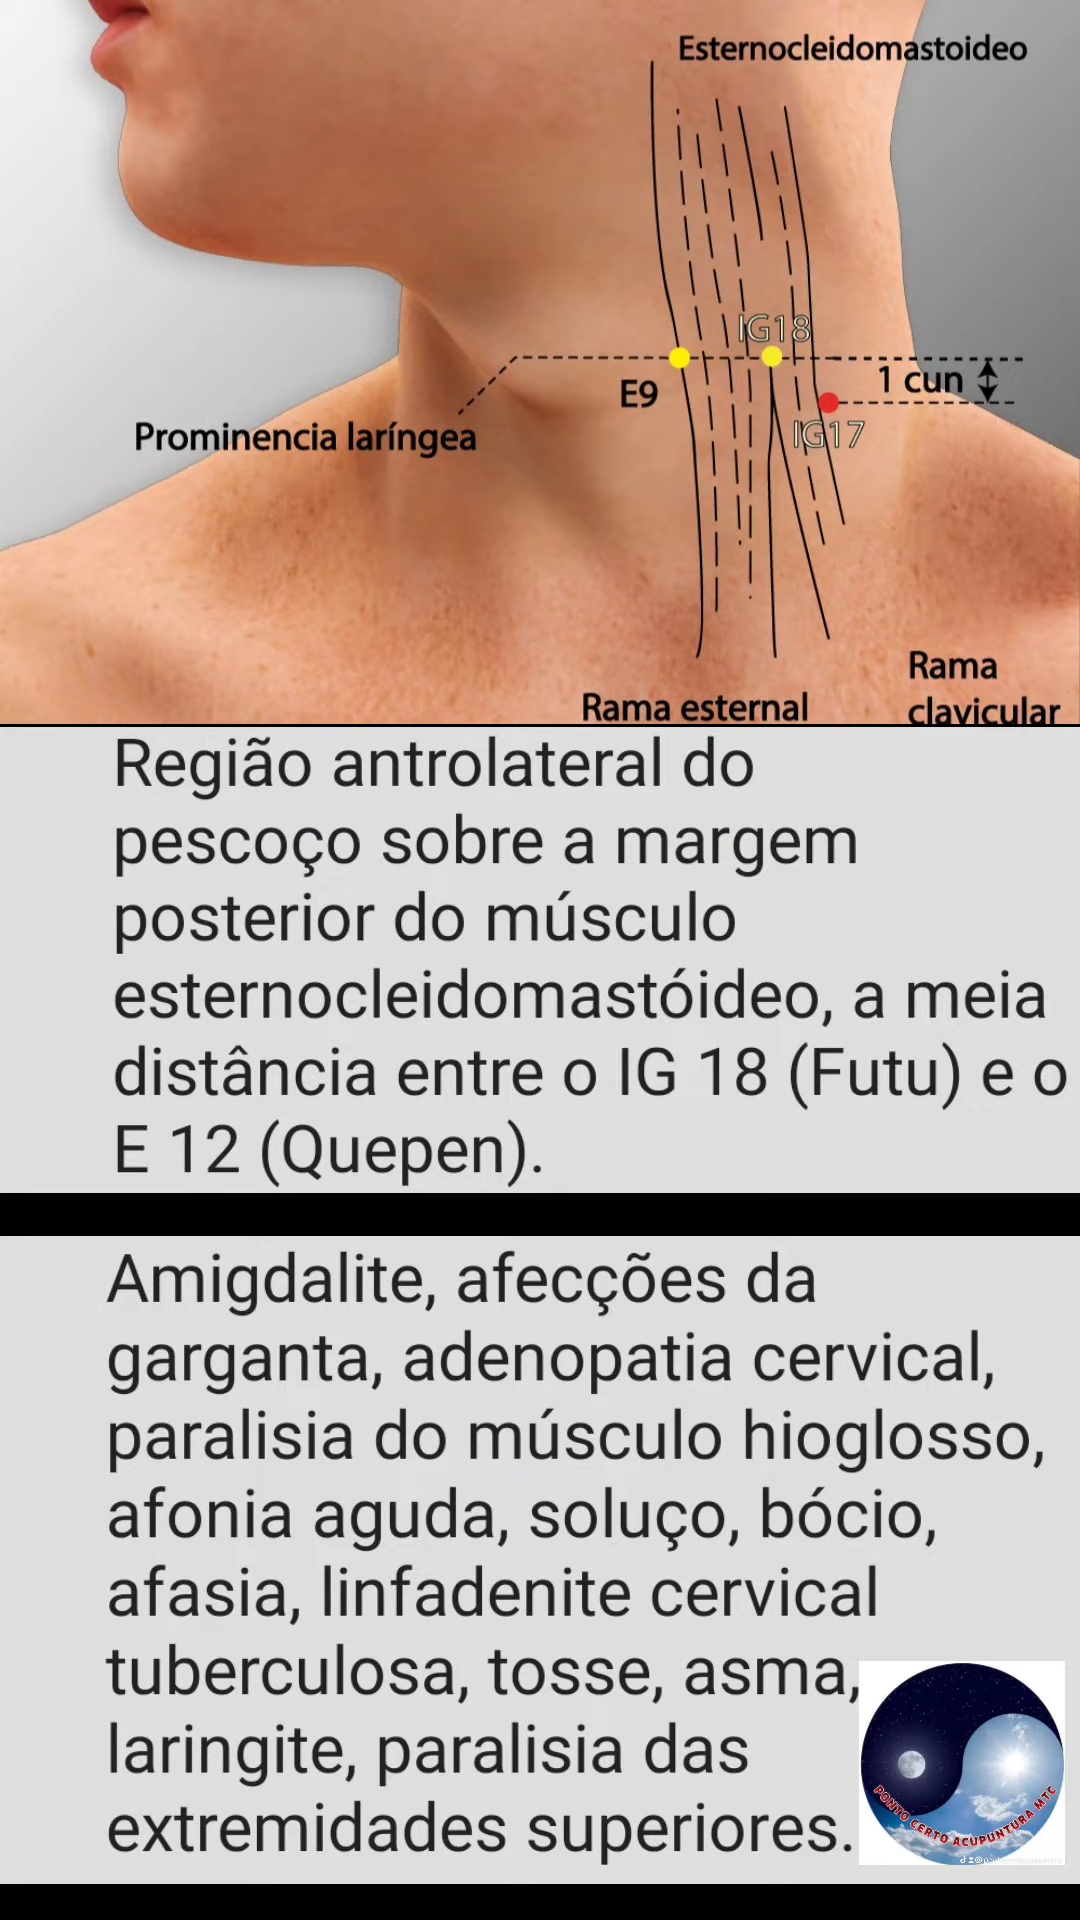 Esternocleidomastoideo
IG18
E9
1 cun
Prominencia laríngea
IG17
Rama
Rama esternal
clavicular
Região antrolateral do
pescoço sobre a margem
posterior do músculo
esternocleidomastóideo, a meia
distância entre o IG 18 (Futu) e o
E 12 (Quepen).
Amigdalite, afecções da
garganta, adenopatia cervical,
paralisia do músculo hioglosso,
afonia aguda, soluço, bócio,
afasia, linfadenite cervical
tuberculosa, tosse, asma,
laringite, paralisia das
extremidades superiores.
PONTO CERTO ACUPUNTURA MTC